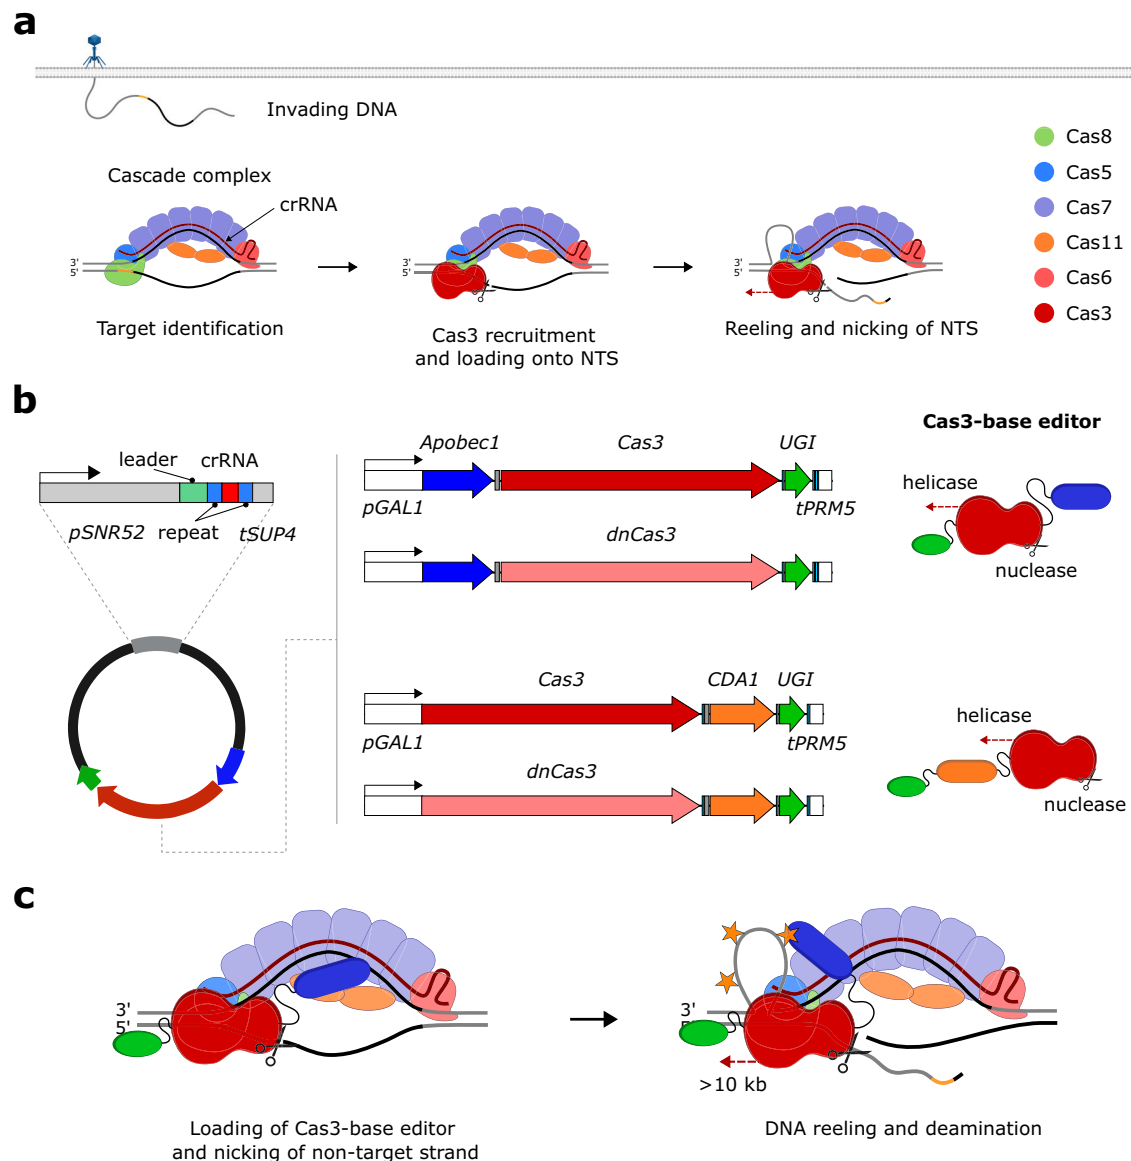 a
Invading DNA
Cascade complex
crRNA
3'
5'
3'
5'
3'
5'
Target identification
Cas3 recruitment
and loading onto NTS
Reeling and nicking of NTS
Cas8
Cas5
Cas7
Cas11
Cas6
Cas3
b
leader
crRNA
pSNR52
repeat
tSUP4
Apobec1
Cas3
UGI
pGAL1
tPRM5
dnCas3
Cas3
CDA1
UGI
pGAL1
tPRM5
dnCas3
Cas3-base editor
helicase
nuclease
helicase
nuclease
c
3'
5'
Loading of Cas3-base editor
and nicking of non-target strand
3'
5'
>10 kb
DNA reeling and deamination